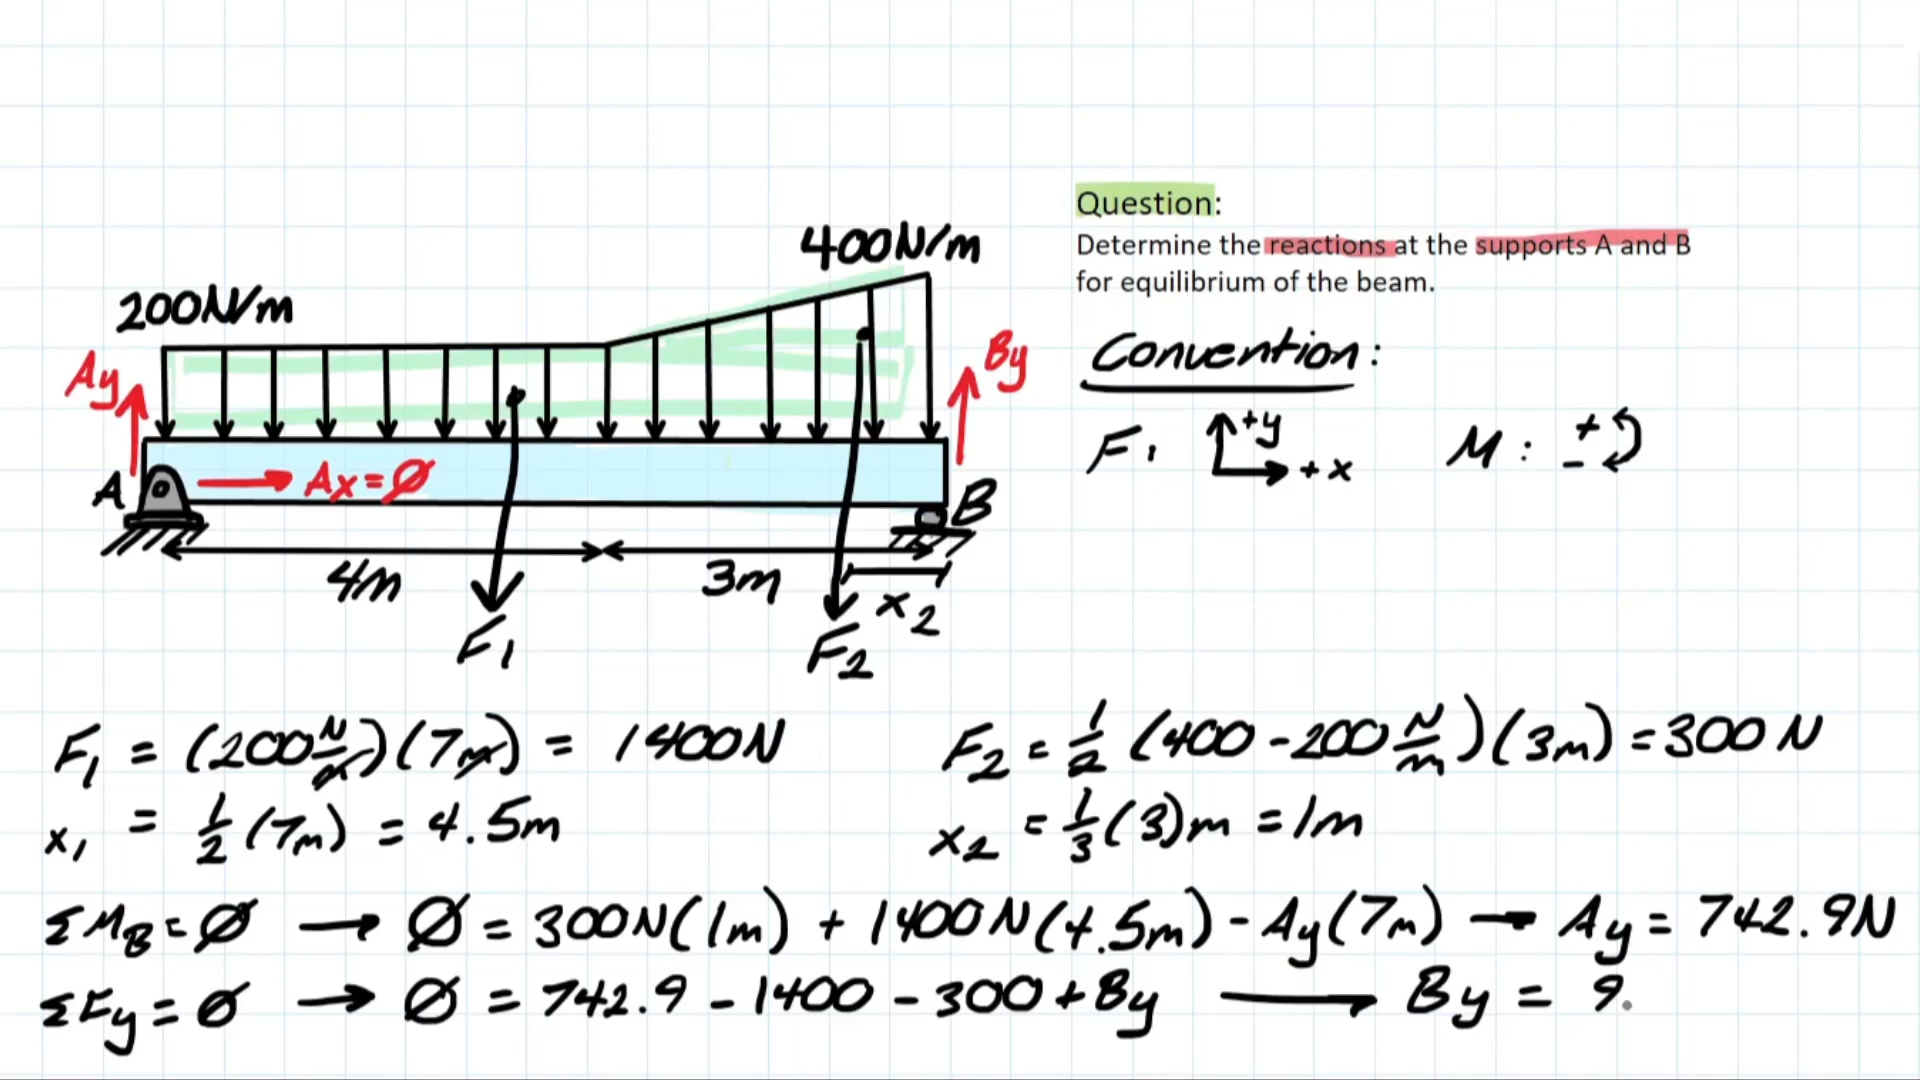 Question:
Determine the reactions at the supports A and B
for equilibrium of the beam.
Convention:
F: +y +x M: + -
400N/m
200N/m
Ay
By
A
Ax=Ø
B
4m
3m
x2
F1
F2
F1 = (200 N/m)(7m) = 1400N
x1 = 1/2 (7m) = 4.5m
F2 = 1/2 (400-200 N/m)(3m) = 300 N
x2 = 1/3 (3)m = 1m
ΣMB = Ø → Ø = 300N(1m) + 1400N(4.5m) - Ay(7m) → Ay = 742.9N
ΣFy = Ø → Ø = 742.9 - 1400 - 300 + By → By = 9